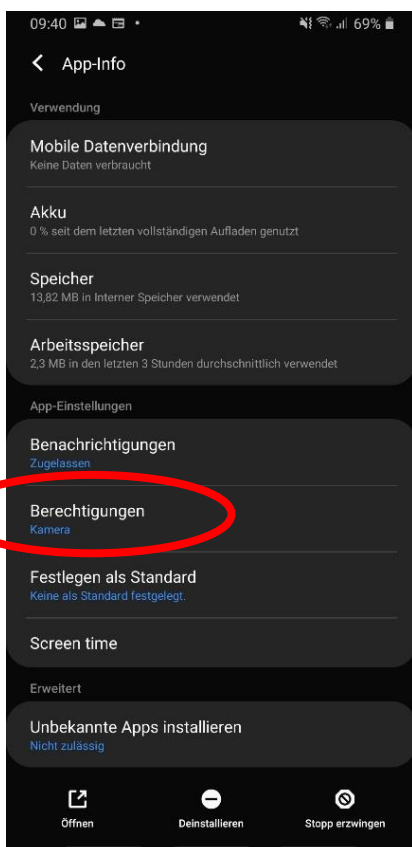 09:40 69%
App-Info
Verwendung
Mobile Datenverbindung
Keine Daten verbraucht
Akku
0 % seit dem letzten vollständigen Aufladen genutzt
Speicher
13,82 MB in Interner Speicher verwendet
Arbeitsspeicher
2,3 MB in den letzten 3 Stunden durchschnittlich verwendet
App-Einstellungen
Benachrichtigungen
Zugelassen
Berechtigungen
Kamera
Festlegen als Standard
Keine als Standard festgelegt.
Screen time
Erweitert
Unbekannte Apps installieren
Nicht zulässig
Öffnen Deinstallieren Stopp erzwingen